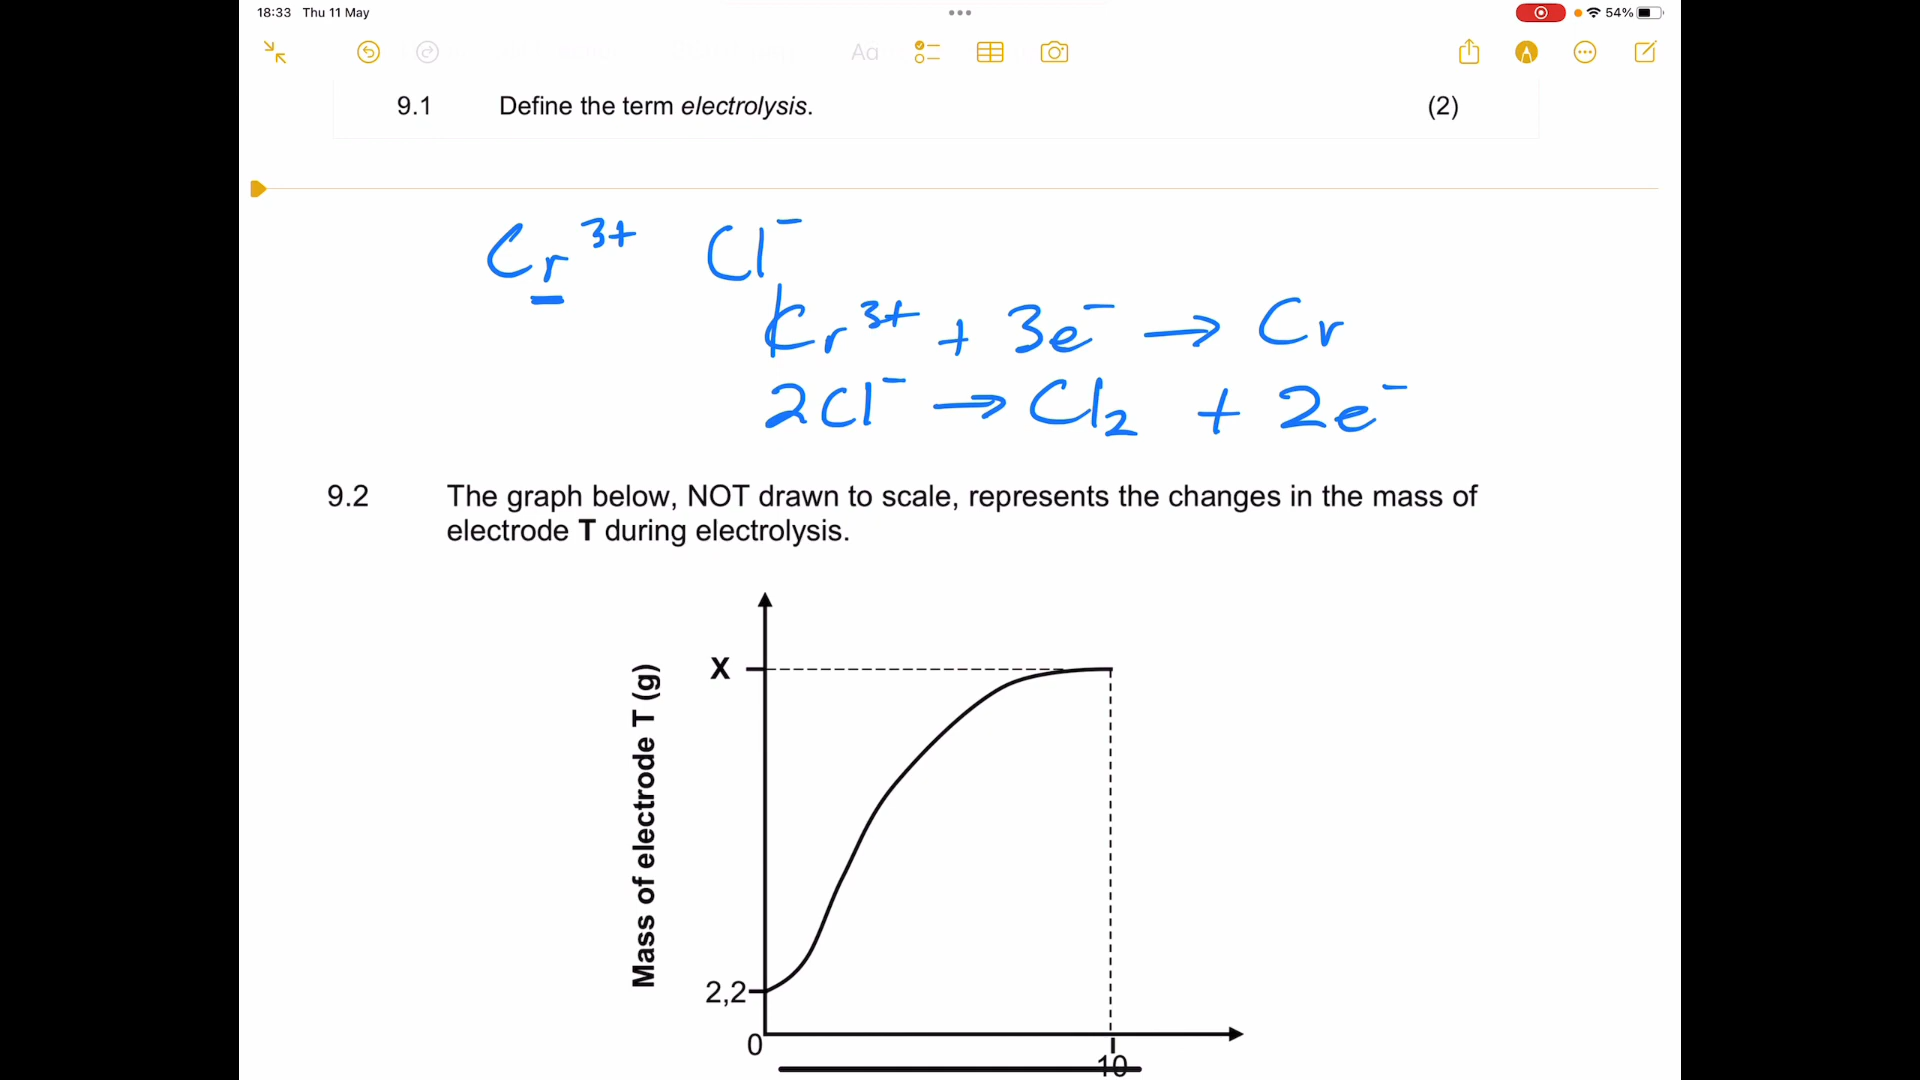 18:33 Thu 11 May
54%
Aa
9.1 Define the term electrolysis. (2)
Cr³⁺ Cl⁻
Cr³⁺ + 3e⁻ → Cr
2Cl⁻ → Cl₂ + 2e⁻
9.2 The graph below, NOT drawn to scale, represents the changes in the mass of
electrode T during electrolysis.
X
Mass of electrode T (g)
2,2
0
10